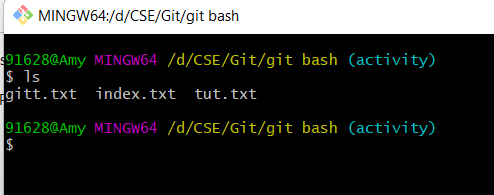 MINGW64:/d/CSE/Git/git bash
91628@Amy MINGW64 /d/CSE/Git/git bash (activity)
$ ls
gitt.txt  index.txt  tut.txt
91628@Amy MINGW64 /d/CSE/Git/git bash (activity)
$